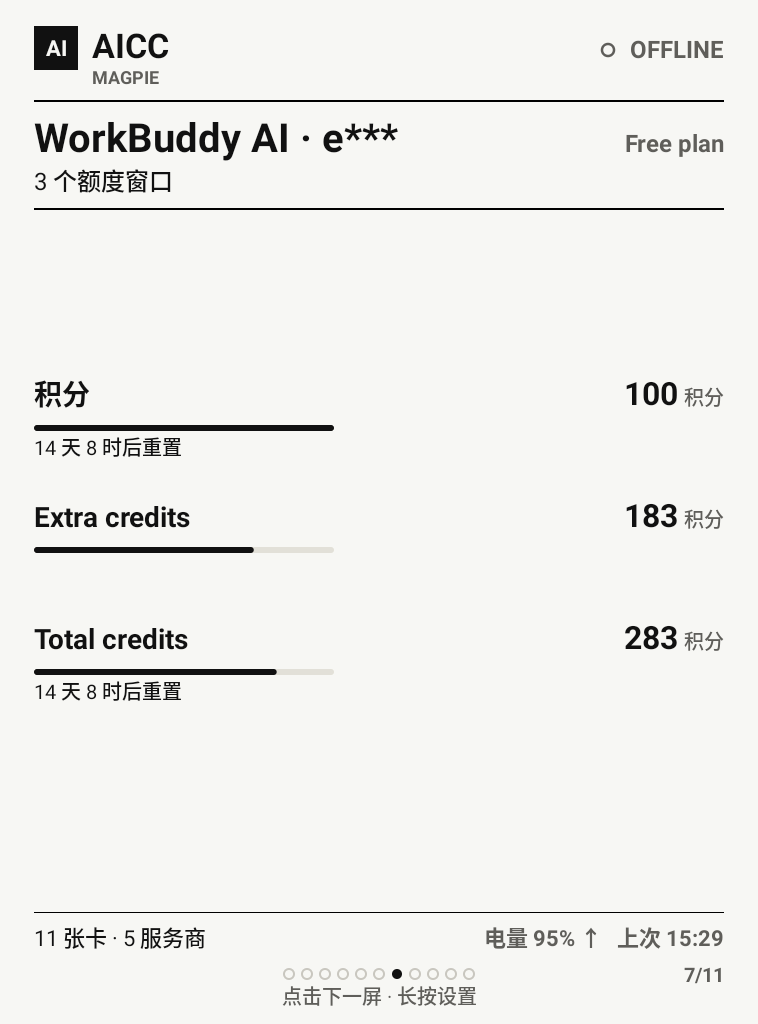 AI AICC
MAGPIE
OFFLINE
WorkBuddy AI · e***
Free plan
3 个额度窗口
积分
100 积分
14 天 8 时后重置
Extra credits
183 积分
Total credits
283 积分
14 天 8 时后重置
11 张卡 · 5 服务商
电量 95% ↑ 上次 15:29
7/11
点击下一屏 · 长按设置